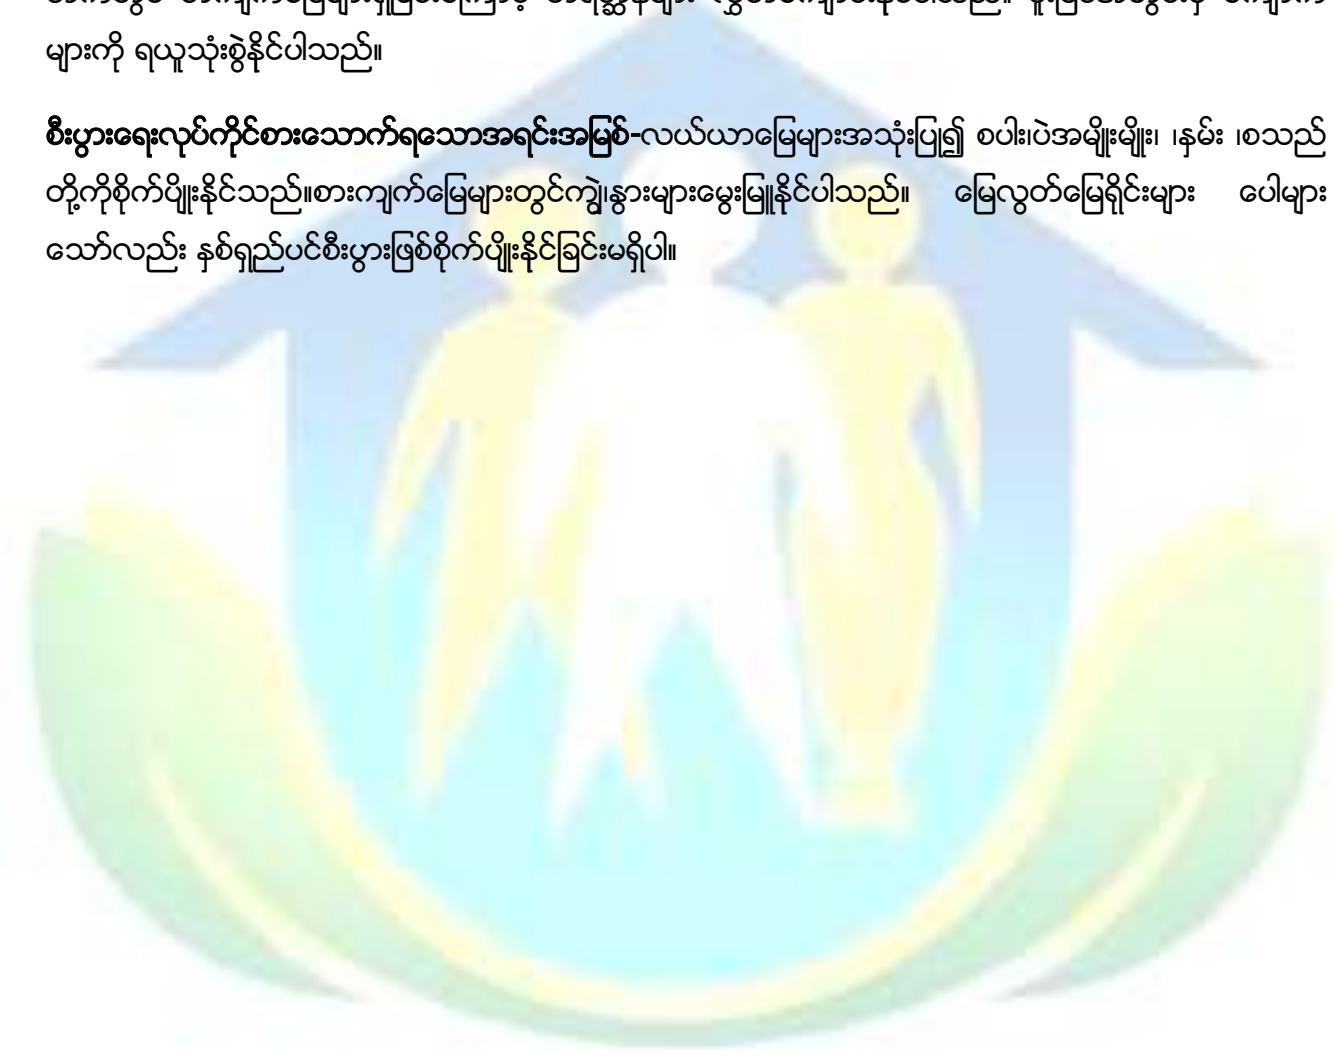 များကို ရယူသုံးစွဲနိုင်ပါသည်။
စီးပွားရေးလုပ်ကိုင်စားသောက်ရသောအရင်းအမြစ်-လယ်ယာမြေများအသုံးပြု၍ စပါး၊ပဲအမျိုးမျိုး၊ ၊နှမ်း ၊စသည်
တို့ကိုစိုက်ပျိုးနိုင်သည်။စားကျက်မြေများတွင်ကျွဲ၊နွားများမွေးမြူနိုင်ပါသည်။ မြေလွတ်မြေရိုင်းများ ပေါများ
သော်လည်း နှစ်ရှည်ပင်စီးပွားဖြစ်စိုက်ပျိုးနိုင်ခြင်းမရှိပါ။